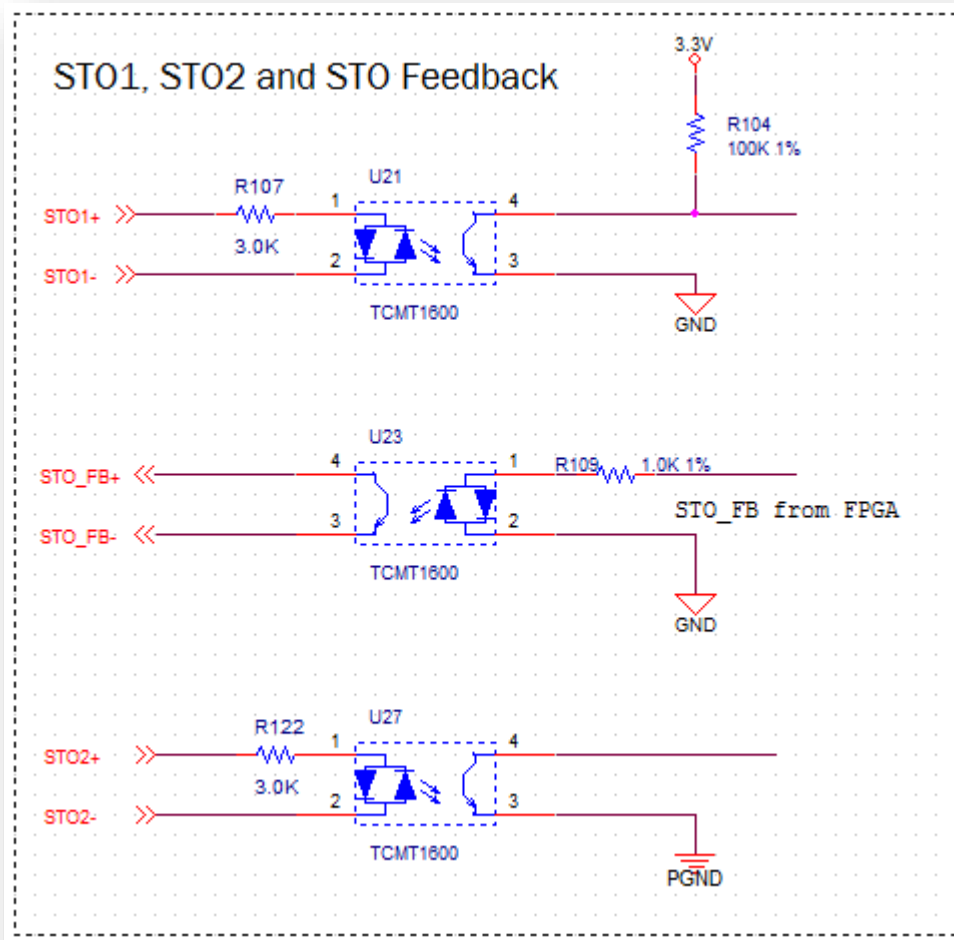 STO1, STO2 and STO Feedback
3.3V
R104
100K 1%
U21
R107
3.0K
STO1+
STO1-
1
2
4
3
TCMT1600
GND
U23
STO_FB+
STO_FB-
4
3
1
2
R109
1.0K 1%
STO_FB from FPGA
TCMT1600
GND
U27
R122
3.0K
STO2+
STO2-
1
2
4
3
TCMT1600
PGND